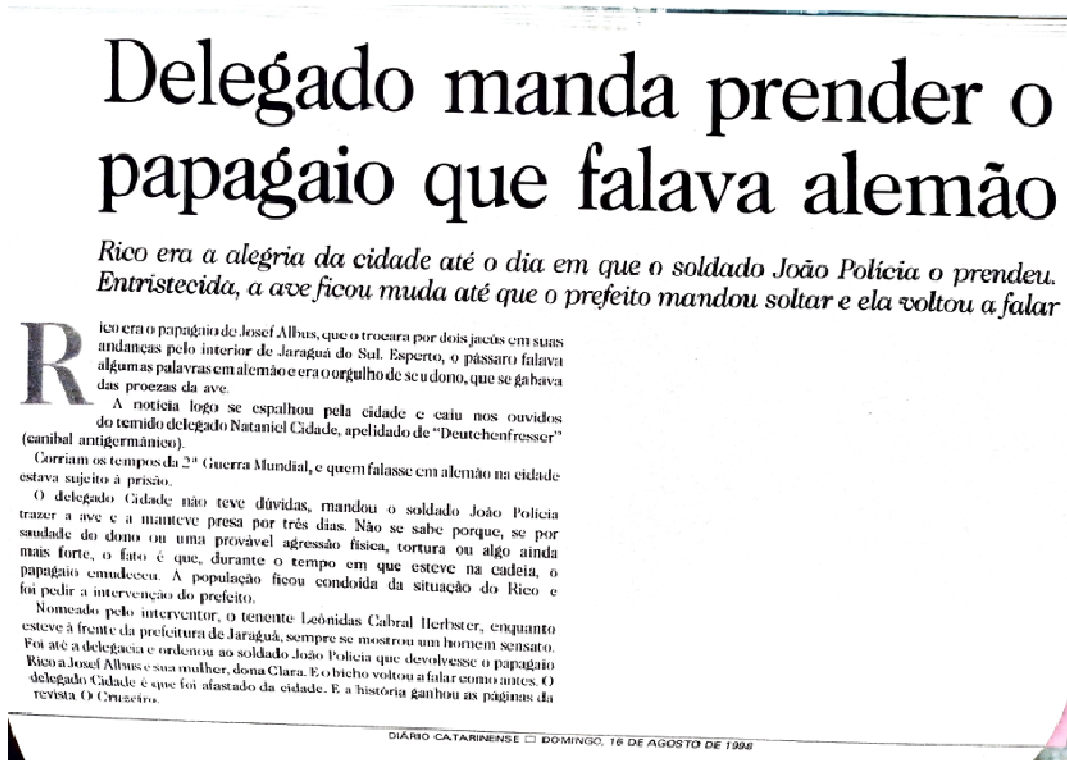 Delegado manda prender o
papagaio que falava alemão
Rico era a alegria da cidade até o dia em que o soldado João Polícia o prendeu.
Entristecida, a ave ficou muda até que o prefeito mandou soltar e ela voltou a falar
Rico era o papagaio de Josef Albus, que o trocara por dois jacús em suas
andanças pelo interior de Jaraguá do Sul. Esperto, o pássaro falava
algumas palavras em alemão e era o orgulho de seu dono, que se gabava
das proezas da ave.
A notícia logo se espalhou pela cidade e caiu nos ouvidos
do temido delegado Nataniel Cidade, apelidado de “Deutchenfresser”
(canibal antigermânico).
Corriam os tempos da 2ª Guerra Mundial, e quem falasse em alemão na cidade
estava sujeito à prisão.
O delegado Cidade não teve dúvidas, mandou o soldado João Polícia
trazer a ave e a manteve presa por três dias. Não se sabe porque, se por
saudade do dono ou uma provável agressão física, tortura ou algo ainda
mais forte, o fato é que, durante o tempo em que esteve na cadeia, o
papagaio emudeceu. A população ficou condoida da situação do Rico e
foi pedir a intervenção do prefeito.
Nomeado pelo interventor, o tenente Leônidas Cabral Herbster, enquanto
esteve à frente da prefeitura de Jaraguá, sempre se mostrou um homem sensato.
Foi até a delegacia e ordenou ao soldado João Polícia que devolvesse o papagaio
Rico a Josef Albus e sua mulher, dona Clara. E o bicho voltou a falar como antes. O
delegado Cidade é que foi afastado da cidade. E a história ganhou as páginas da
revista O Cruzeiro.
DIÁRIO CATARINENSE □ DOMINGO, 16 DE AGOSTO DE 1998